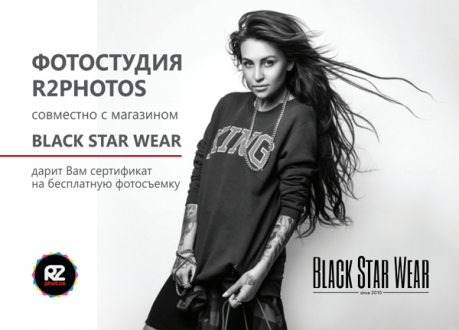 ФОТОСТУДИЯ
R2PHOTOS
совместно с магазином
BLACK STAR WEAR
дарит Вам сертификат
на бесплатную фотосъемку
KING
R2
photos
BLACK STAR WEAR
since 2010